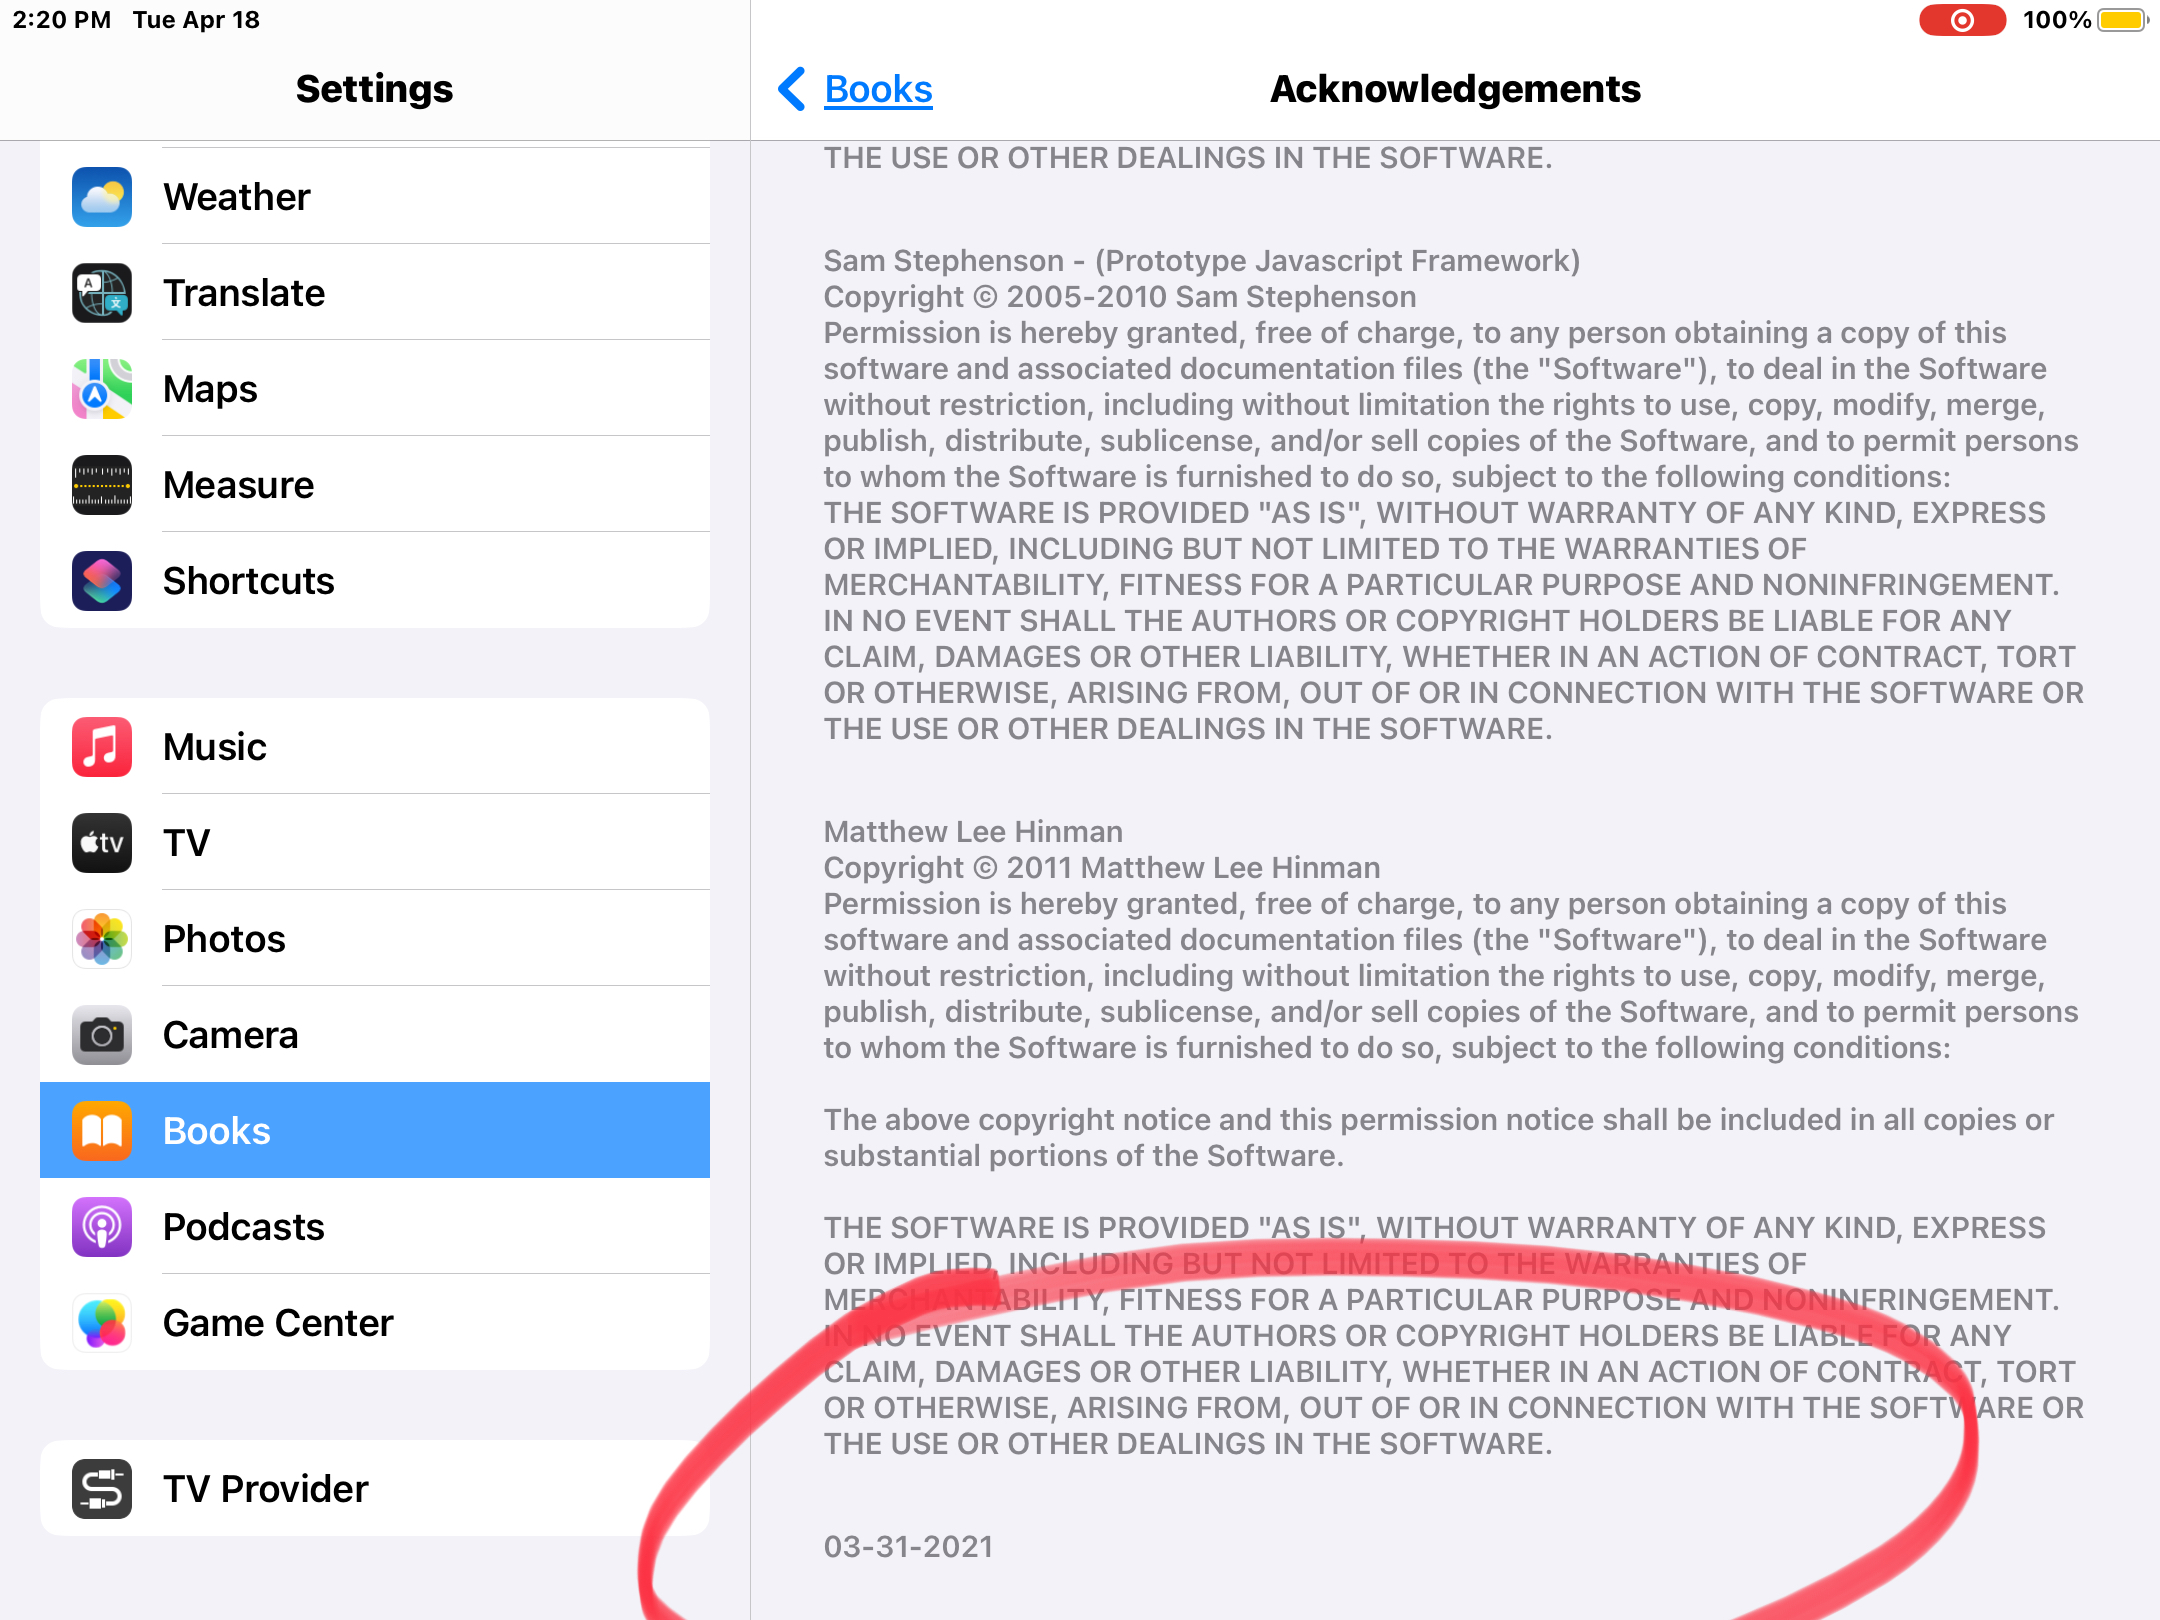 2:20 PM Tue Apr 18
100%
Settings
Weather
Translate
Maps
Measure
Shortcuts
Music
tv
TV
Photos
Camera
Books
Podcasts
Game Center
TV Provider
Books
Acknowledgements
THE USE OR OTHER DEALINGS IN THE SOFTWARE.
Sam Stephenson - (Prototype Javascript Framework)
Copyright © 2005-2010 Sam Stephenson
Permission is hereby granted, free of charge, to any person obtaining a copy of this
software and associated documentation files (the "Software"), to deal in the Software
without restriction, including without limitation the rights to use, copy, modify, merge,
publish, distribute, sublicense, and/or sell copies of the Software, and to permit persons
to whom the Software is furnished to do so, subject to the following conditions:
THE SOFTWARE IS PROVIDED "AS IS", WITHOUT WARRANTY OF ANY KIND, EXPRESS
OR IMPLIED, INCLUDING BUT NOT LIMITED TO THE WARRANTIES OF
MERCHANTABILITY, FITNESS FOR A PARTICULAR PURPOSE AND NONINFRINGEMENT.
IN NO EVENT SHALL THE AUTHORS OR COPYRIGHT HOLDERS BE LIABLE FOR ANY
CLAIM, DAMAGES OR OTHER LIABILITY, WHETHER IN AN ACTION OF CONTRACT, TORT
OR OTHERWISE, ARISING FROM, OUT OF OR IN CONNECTION WITH THE SOFTWARE OR
THE USE OR OTHER DEALINGS IN THE SOFTWARE.
Matthew Lee Hinman
Copyright © 2011 Matthew Lee Hinman
Permission is hereby granted, free of charge, to any person obtaining a copy of this
software and associated documentation files (the "Software"), to deal in the Software
without restriction, including without limitation the rights to use, copy, modify, merge,
publish, distribute, sublicense, and/or sell copies of the Software, and to permit persons
to whom the Software is furnished to do so, subject to the following conditions:
The above copyright notice and this permission notice shall be included in all copies or
substantial portions of the Software.
THE SOFTWARE IS PROVIDED "AS IS", WITHOUT WARRANTY OF ANY KIND, EXPRESS
OR IMPLIED, INCLUDING BUT NOT LIMITED TO THE WARRANTIES OF
MERCHANTABILITY, FITNESS FOR A PARTICULAR PURPOSE AND NONINFRINGEMENT.
IN NO EVENT SHALL THE AUTHORS OR COPYRIGHT HOLDERS BE LIABLE FOR ANY
CLAIM, DAMAGES OR OTHER LIABILITY, WHETHER IN AN ACTION OF CONTRACT, TORT
OR OTHERWISE, ARISING FROM, OUT OF OR IN CONNECTION WITH THE SOFTWARE OR
THE USE OR OTHER DEALINGS IN THE SOFTWARE.
03-31-2021